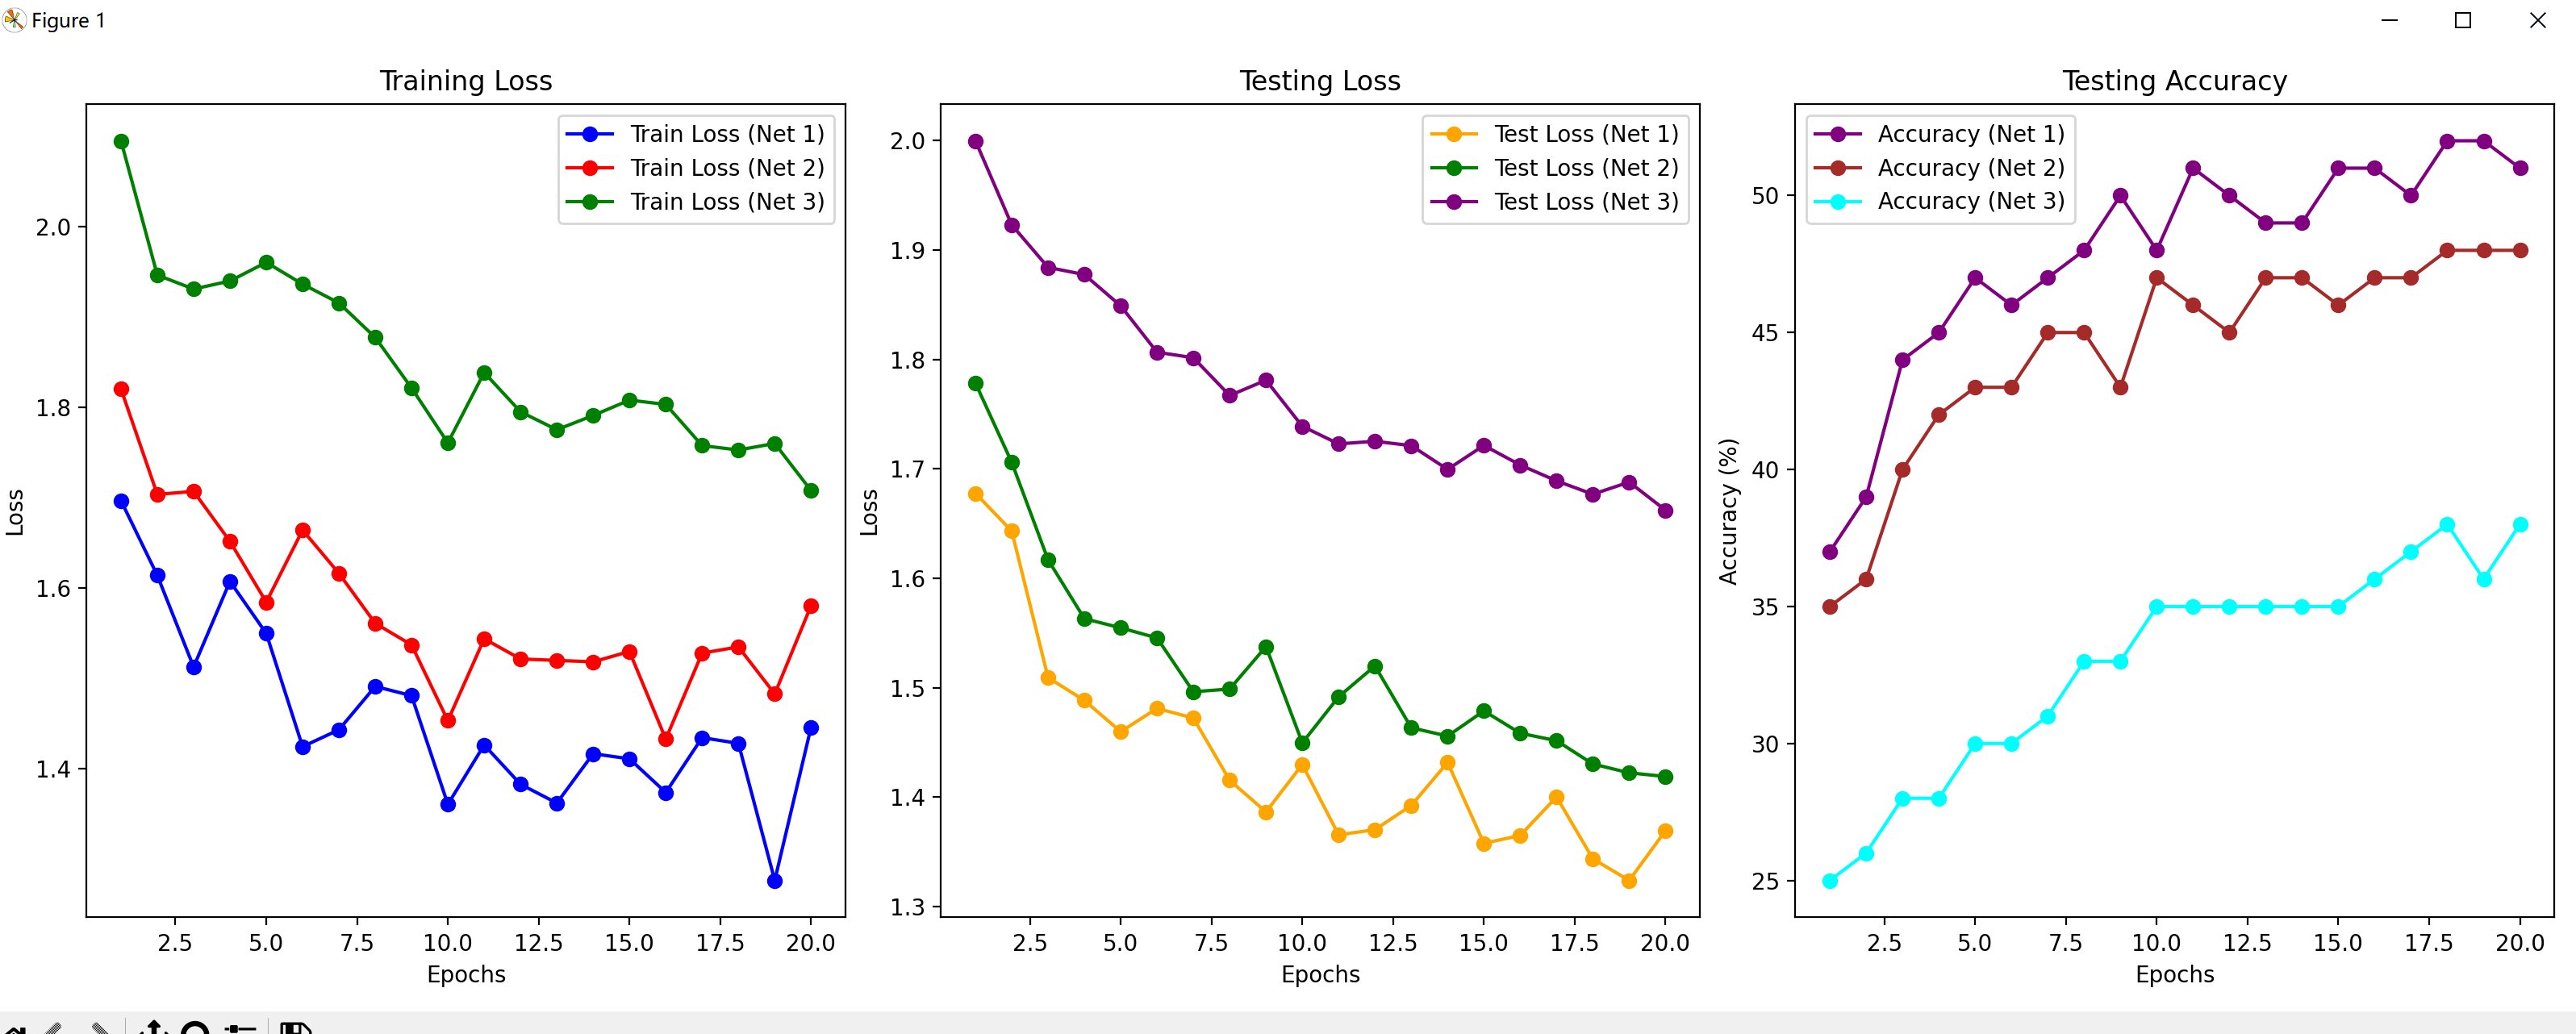 Figure 1
Training Loss
Train Loss (Net 1)
Train Loss (Net 2)
Train Loss (Net 3)
Loss
2.0
1.8
1.6
1.4
2.5 5.0 7.5 10.0 12.5 15.0 17.5 20.0
Epochs
Testing Loss
Test Loss (Net 1)
Test Loss (Net 2)
Test Loss (Net 3)
Loss
2.0
1.9
1.8
1.7
1.6
1.5
1.4
1.3
2.5 5.0 7.5 10.0 12.5 15.0 17.5 20.0
Epochs
Testing Accuracy
Accuracy (Net 1)
Accuracy (Net 2)
Accuracy (Net 3)
Accuracy (%)
50
45
40
35
30
25
2.5 5.0 7.5 10.0 12.5 15.0 17.5 20.0
Epochs